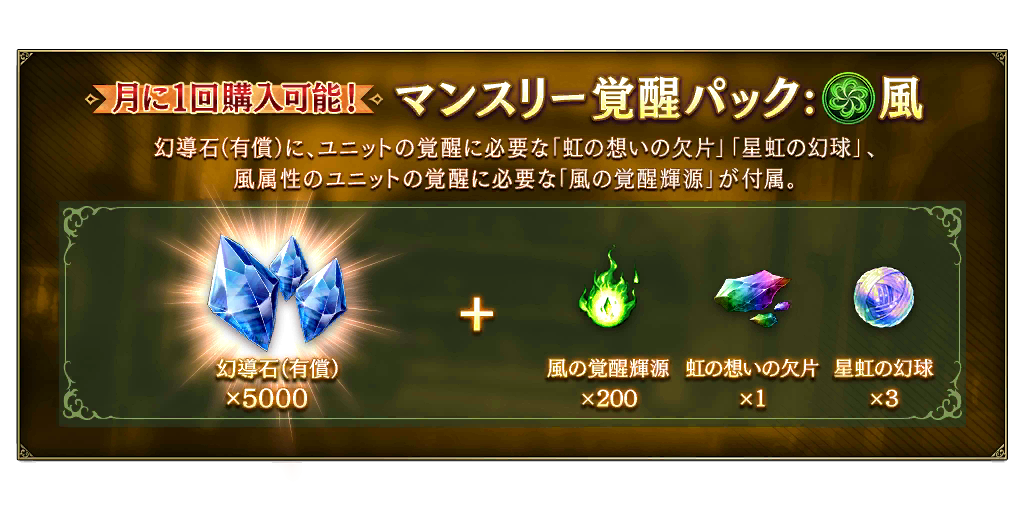 月に1回購入可能！
マンスリー覚醒パック：風
幻導石(有償)に、ユニットの覚醒に必要な「虹の想いの欠片」「星虹の幻球」、
風属性のユニットの覚醒に必要な「風の覚醒輝源」が付属。
幻導石(有償)
×5000
+
風の覚醒輝源
×200
虹の想いの欠片
×1
星虹の幻球
×3